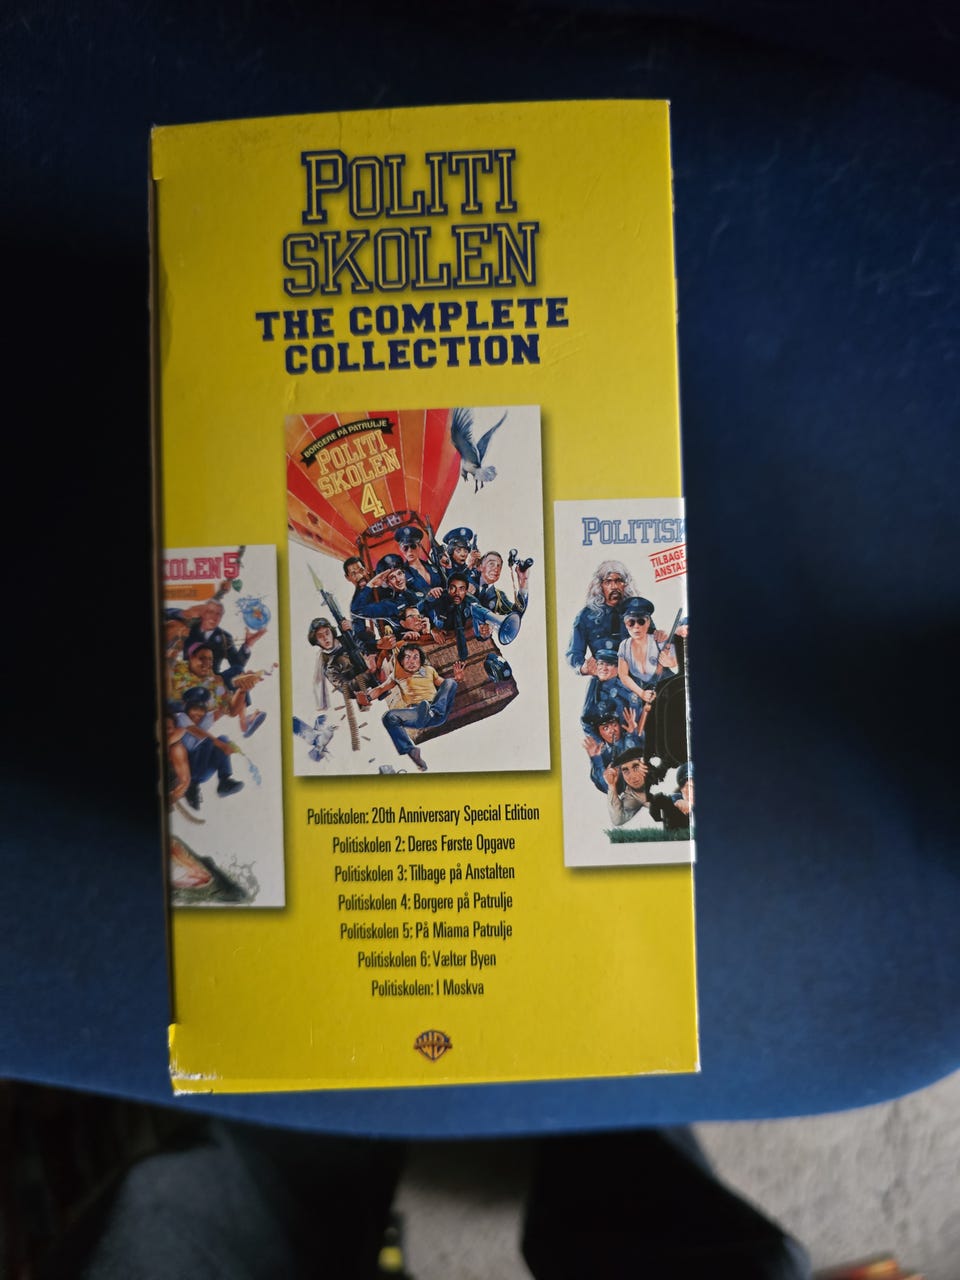 POLITI
SKOLEN
THE COMPLETE
COLLECTION
BORGERE PÅ PATRULJE
POLITI
SKOLEN
4
OLEN5
POLITISK
TILBAGE
ANSTAL
Politiskolen: 20th Anniversary Special Edition
Politiskolen 2: Deres Første Opgave
Politiskolen 3: Tilbage på Anstalten
Politiskolen 4: Borgere på Patrulje
Politiskolen 5: På Miama Patrulje
Politiskolen 6: Vælter Byen
Politiskolen: I Moskva
WB